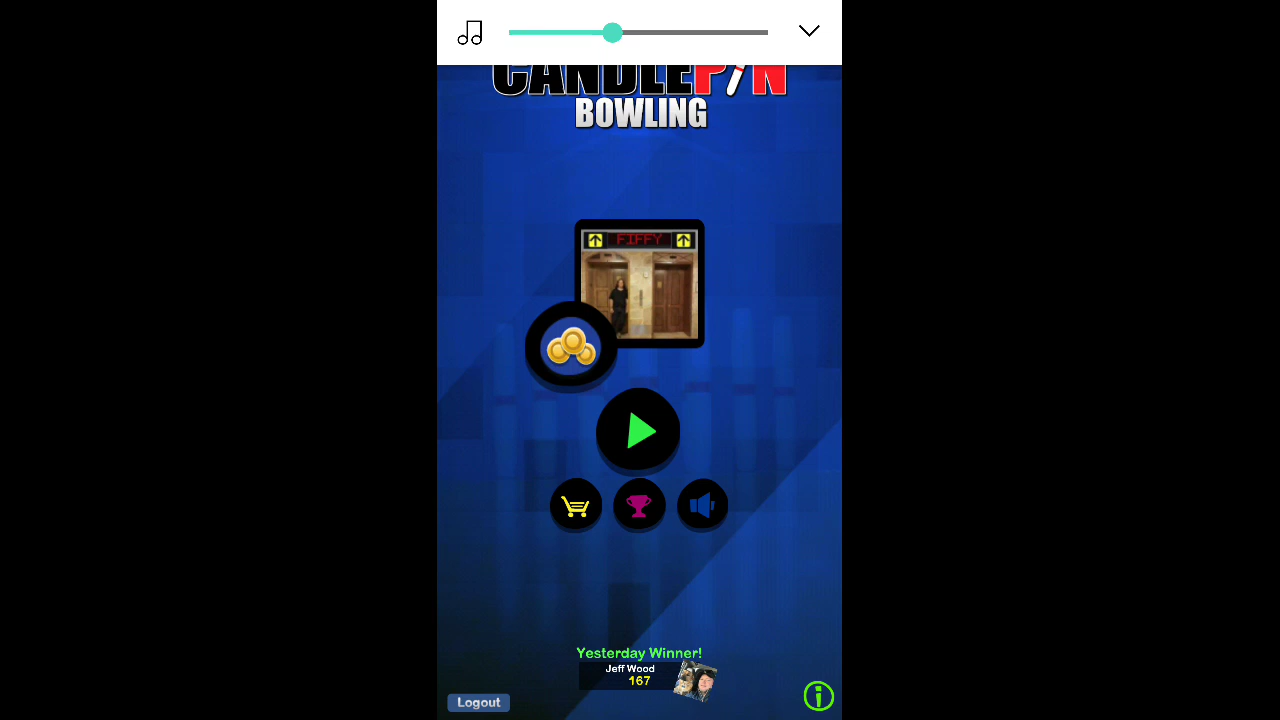 CANDLEPIN
BOWLING
FIFFY
Yesterday Winner!
Jeff Wood
167
Logout